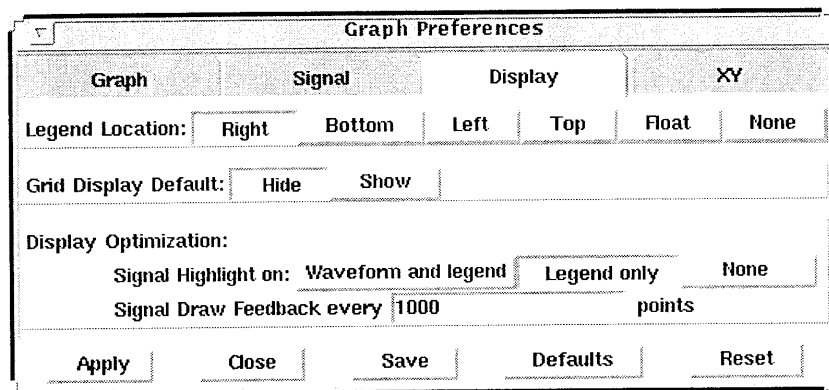 Graph Preferences
Graph Signal Display XY
Legend Location: Right Bottom Left Top Float None
Grid Display Default: Hide Show
Display Optimization:
Signal Highlight on: Waveform and legend Legend only None
Signal Draw Feedback every 1000 points
Apply Close Save Defaults Reset